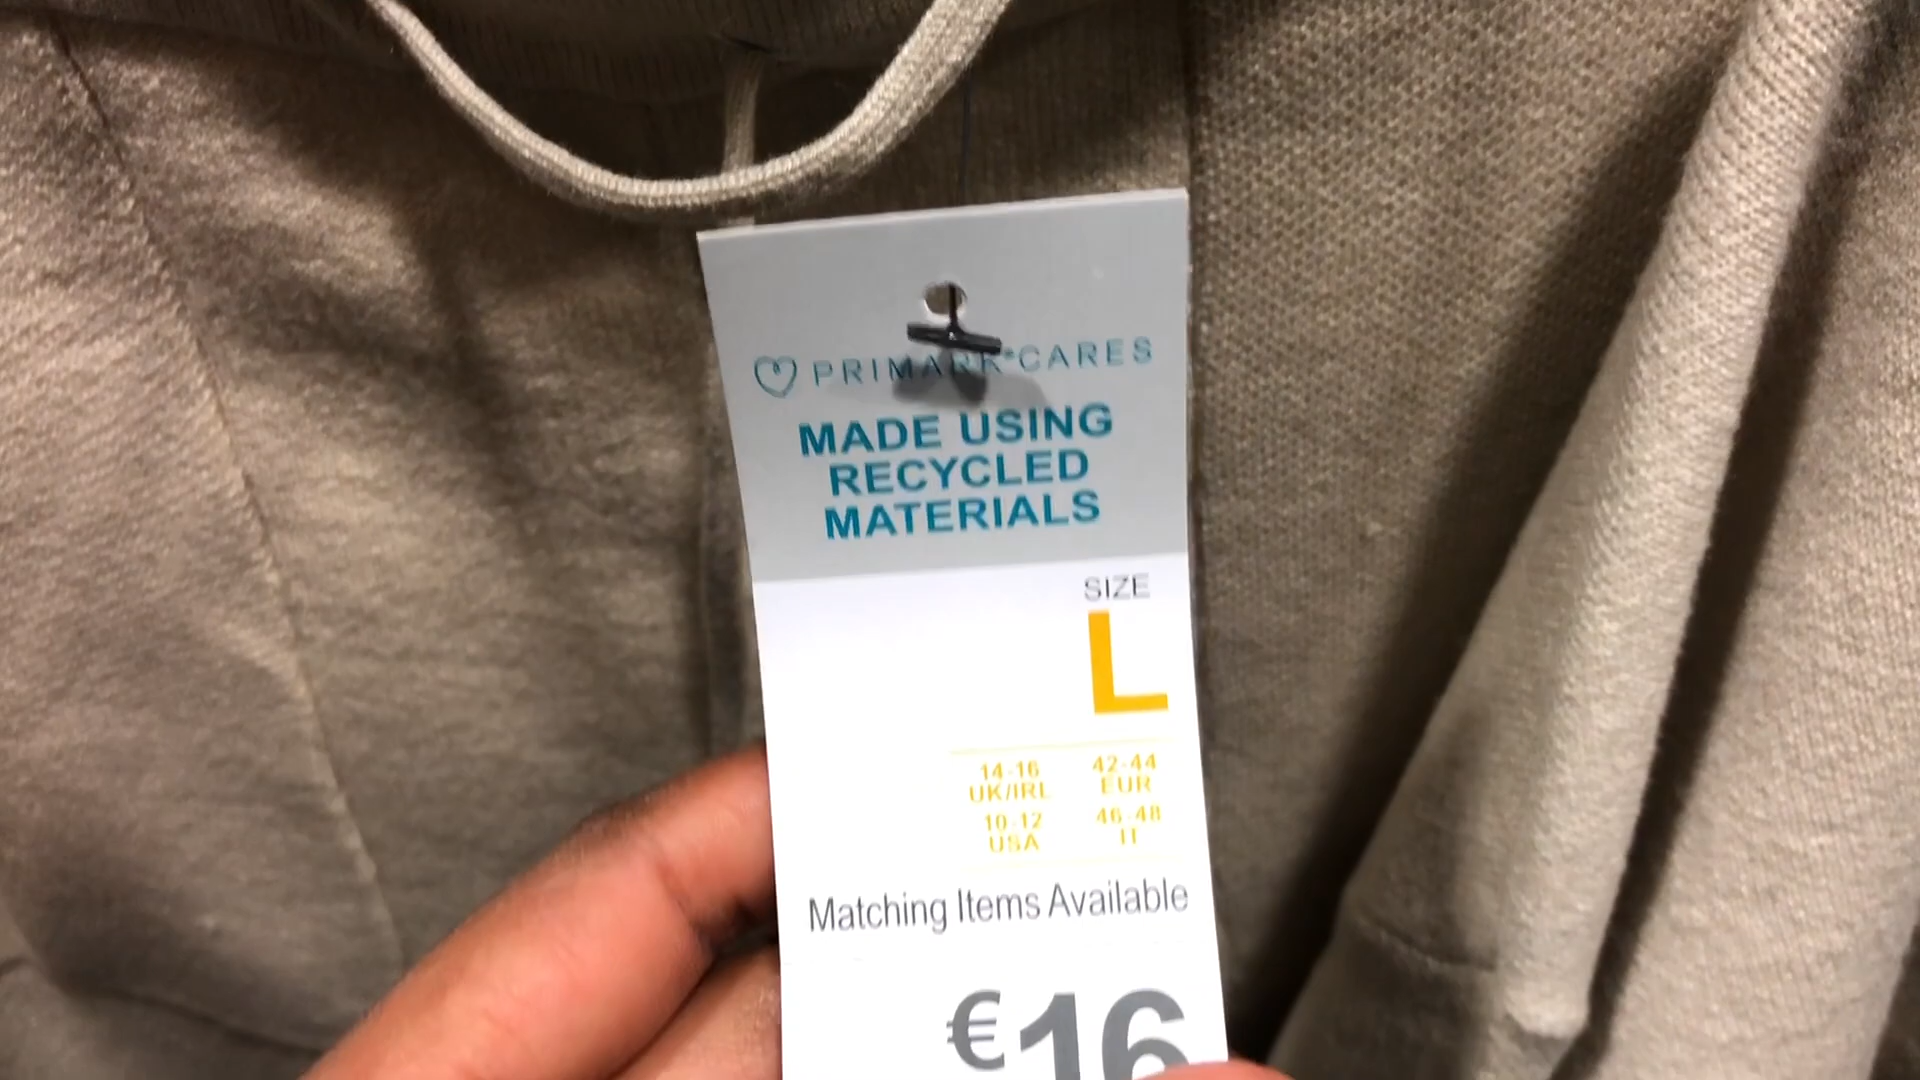 PRIMARK®CARES
MADE USING
RECYCLED
MATERIALS
SIZE
L
14-16 42-44
UK/IRL EUR
10-12 46-48
USA IT
Matching Items Available
€16